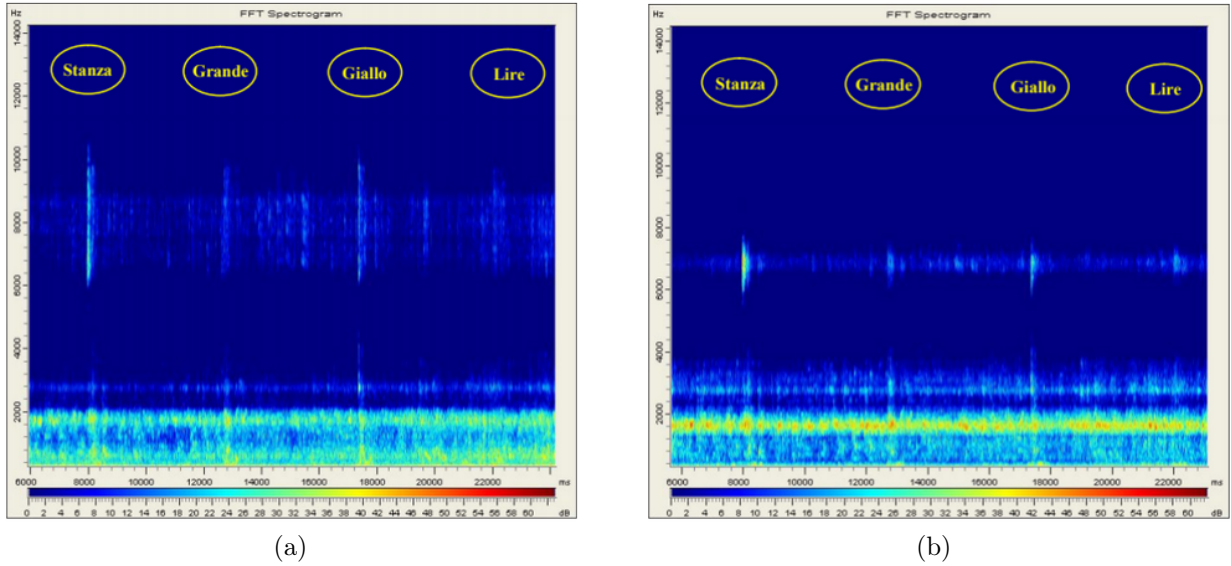 Hz FFT Spectrogram
Stanza Grande Giallo Lire
14000
12000
10000
8000
6000
4000
2000
6000 8000 10000 12000 14000 16000 18000 20000 22000 ms
0 2 4 6 8 10 12 14 16 18 20 22 24 26 28 30 32 34 36 38 40 43 45 48 50 52 54 56 58 60 dB
(a)
Hz FFT Spectrogram
Stanza Grande Giallo Lire
14000
12000
10000
8000
6000
4000
2000
6000 8000 10000 12000 14000 16000 18000 20000 22000 ms
0 2 4 6 8 10 12 14 16 18 20 22 24 26 28 30 32 34 36 38 40 42 44 46 48 50 52 54 56 58 60 dB
(b)